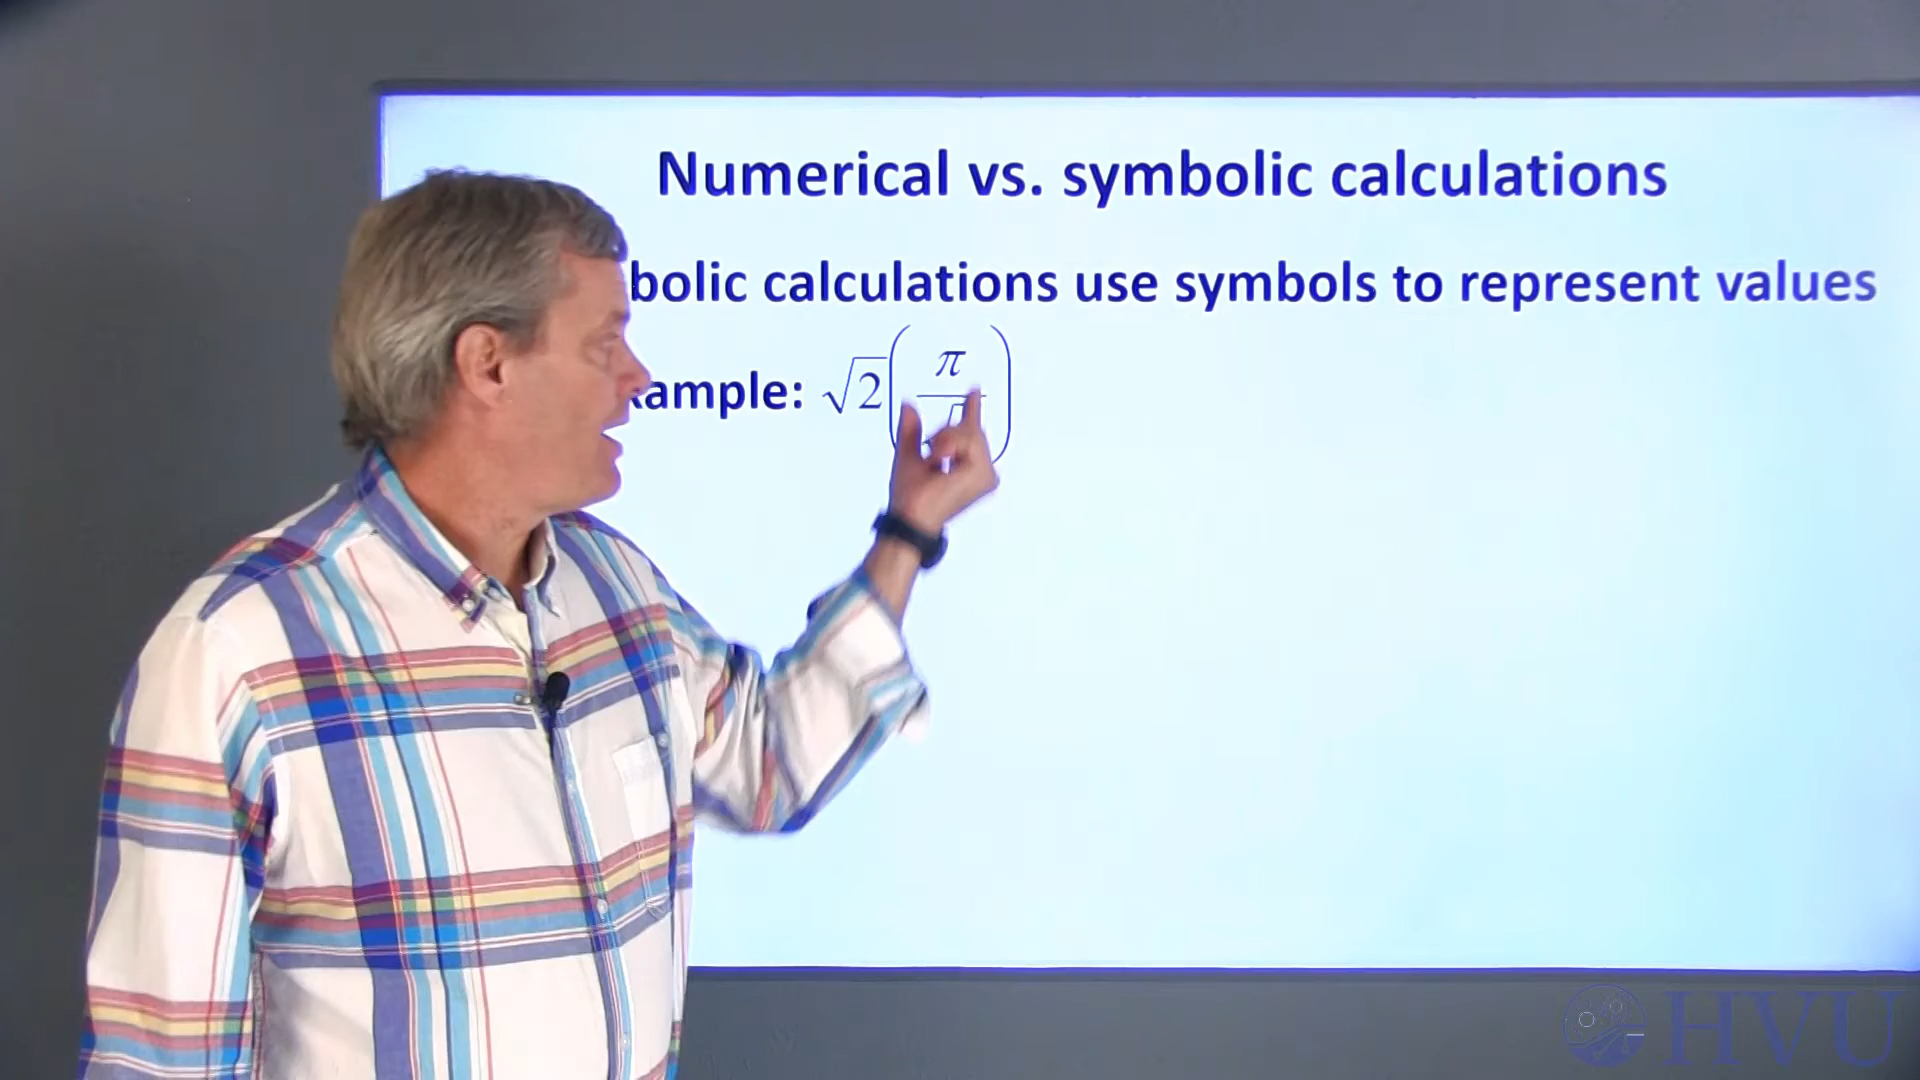 Numerical vs. symbolic calculations
bolic calculations use symbols to represent values
ample: √2(π/√
HVU